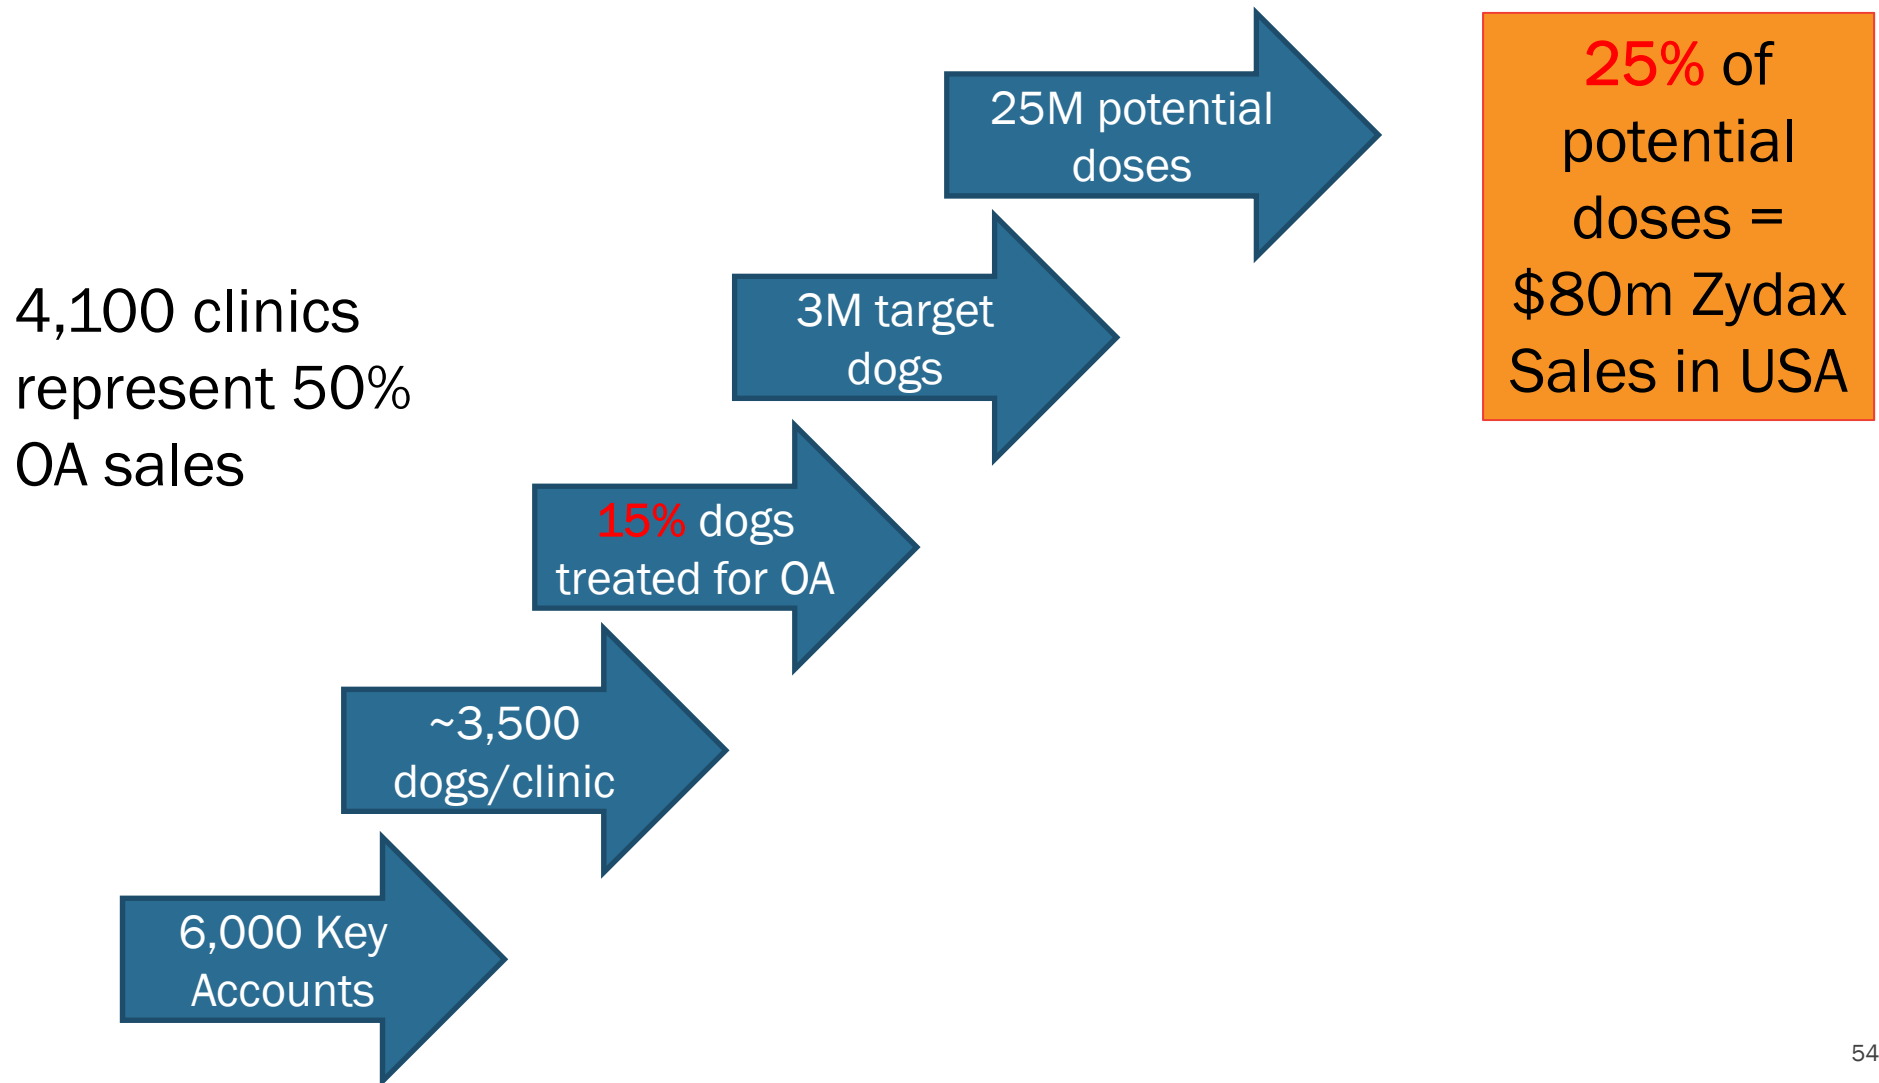 4,100 clinics
represent 50%
OA sales
6,000 Key
Accounts
~3,500
dogs/clinic
15% dogs
treated for OA
3M target
dogs
25M potential
doses
25% of
potential
doses =
$80m Zydax
Sales in USA
54